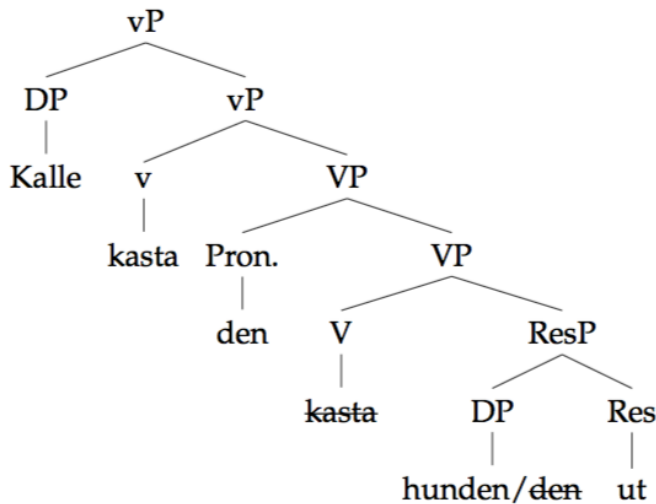 vP
DP vP
Kalle v VP
kasta Pron. VP
den V ResP
kasta DP Res
hunden/den ut